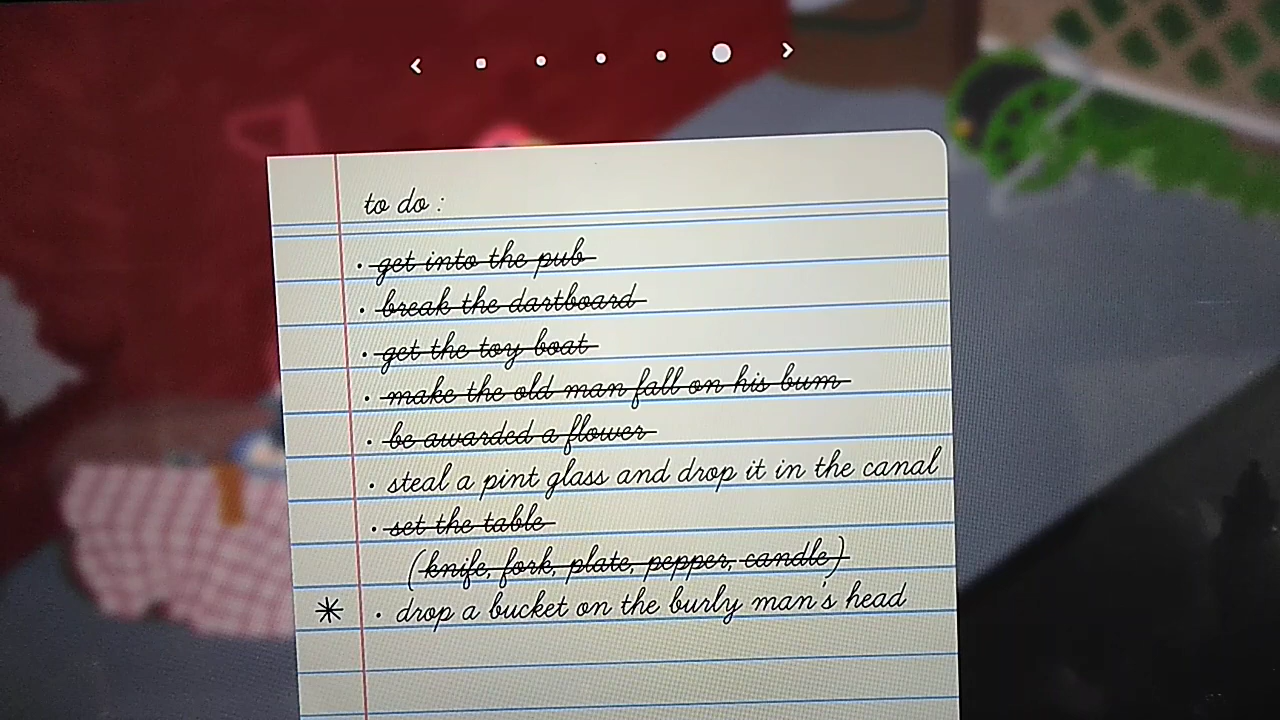 to do :
· get into the pub
· break the dartboard
· get the toy boat
· make the old man fall on his bum
· be awarded a flower
· steal a pint glass and drop it in the canal
· set the table
(knife, fork, plate, pepper, candle)
* · drop a bucket on the burly man's head